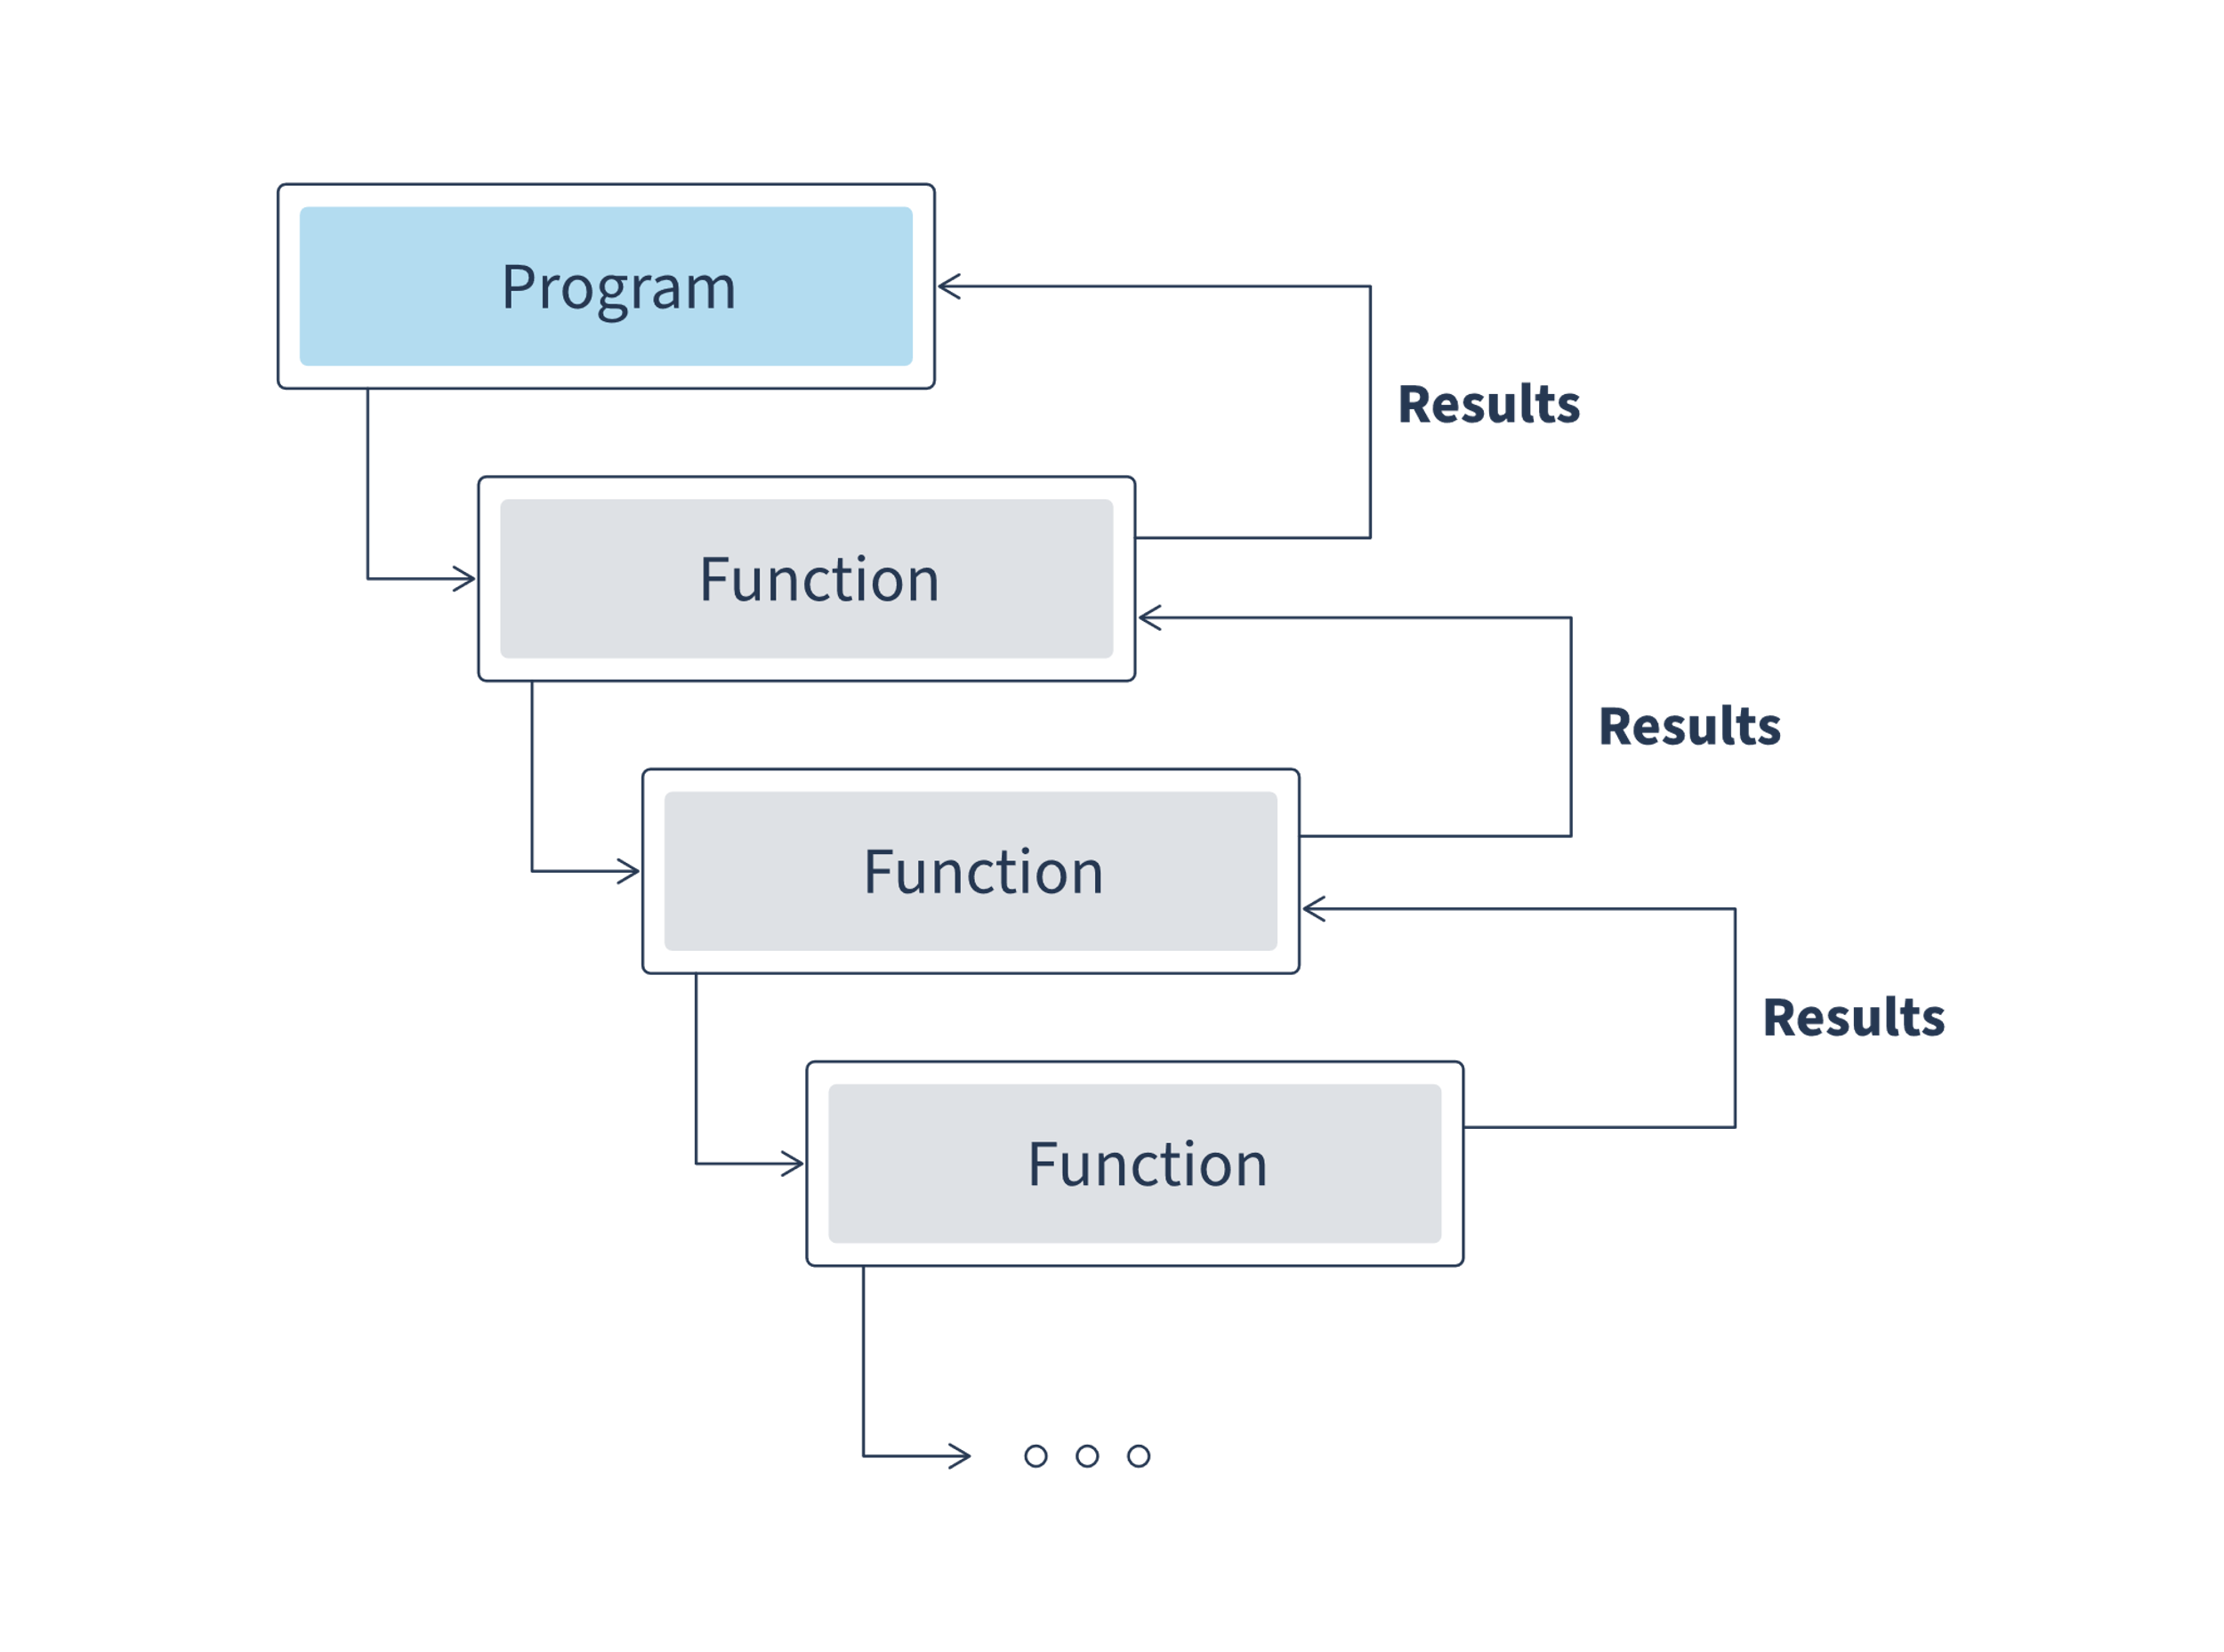 Program
Results
Function
Results
Function
Results
Function